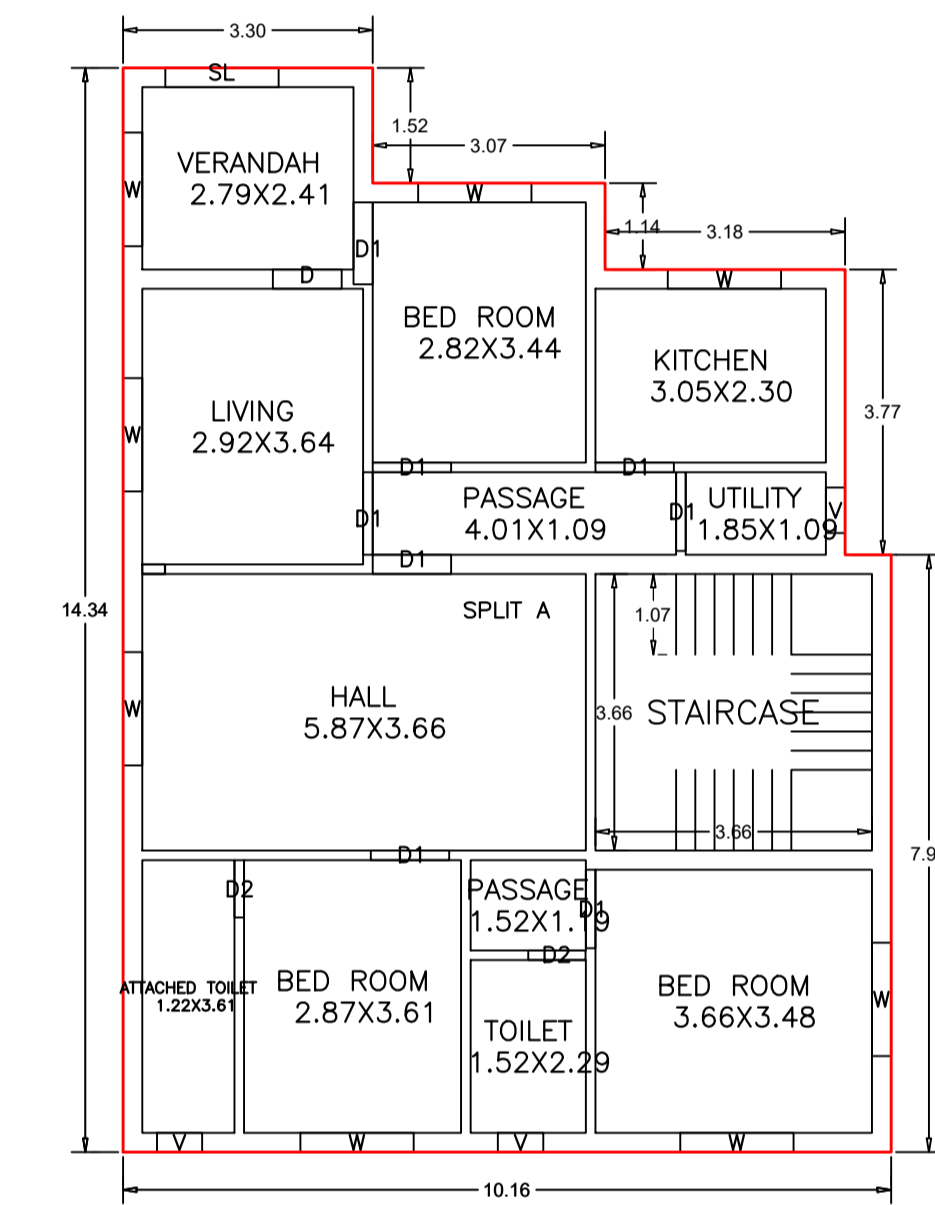 3.30
SL
1.52
3.07
VERANDAH
2.79X2.41
W
W
1.14
3.18
D1
D
W
BED ROOM
2.82X3.44
KITCHEN
3.05X2.30
LIVING
2.92X3.64
W
3.77
D1
D1
PASSAGE
4.01X1.09
UTILITY
1.85X1.09
D1
D1
V
D1
14.34
SPLIT A
1.07
HALL
5.87X3.66
W
3.66
STAIRCASE
3.66
D1
7.9
D2
PASSAGE
1.52X1.19
D1
D2
ATTACHED TOILET
1.22X3.61
BED ROOM
2.87X3.61
BED ROOM
3.66X3.48
W
TOILET
1.52X2.29
V
W
V
W
10.16